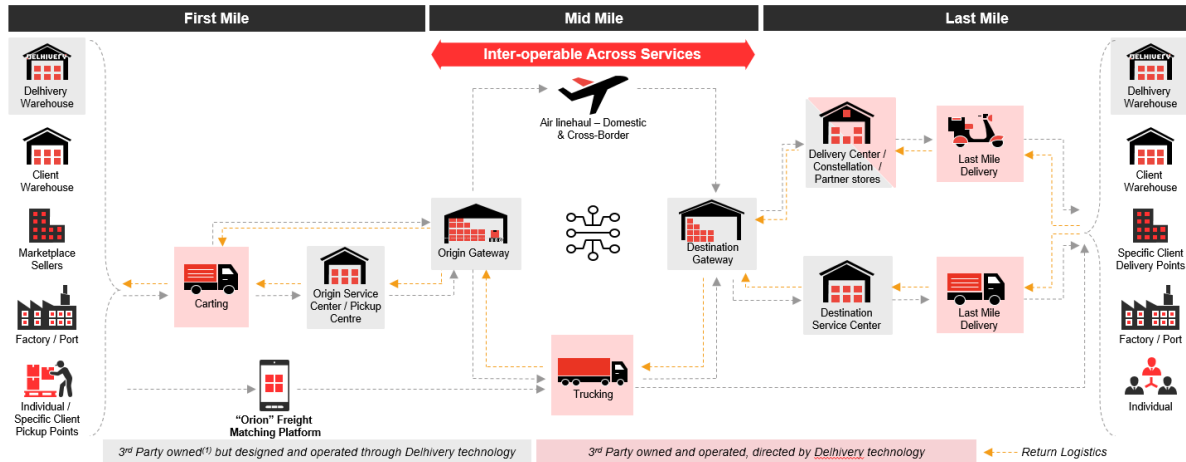 First Mile
Mid Mile
Last Mile
Inter-operable Across Services
DELHIVERY
Delhivery
Warehouse
Client
Warehouse
Marketplace
Sellers
Factory / Port
Individual /
Specific Client
Pickup Points
Carting
Origin Service
Center / Pickup
Centre
"Orion" Freight
Matching Platform
Origin Gateway
Air linehaul – Domestic
& Cross-Border
Trucking
Destination
Gateway
Delivery Center /
Constellation /
Partner stores
Last Mile
Delivery
Destination
Service Center
Last Mile
Delivery
DELHIVERY
Delhivery
Warehouse
Client
Warehouse
Specific Client
Delivery Points
Factory / Port
Individual
3rd Party owned(1) but designed and operated through Delhivery technology
3rd Party owned and operated, directed by Delhivery technology
Return Logistics